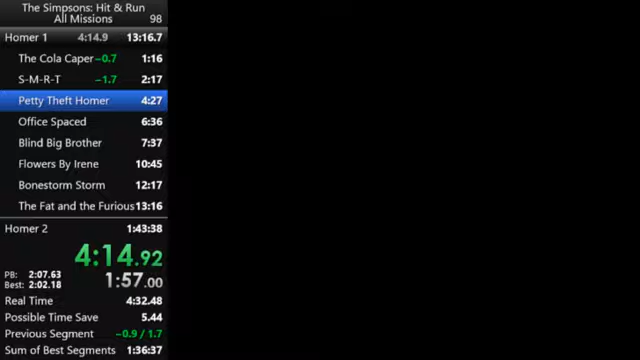 The Simpsons: Hit & Run
All Missions 98
Homer 1 4:14.9 13:16.7
The Cola Caper −0.7 1:16
S-M-R-T −1.7 2:17
Petty Theft Homer 4:27
Office Spaced 6:36
Blind Big Brother 7:37
Flowers By Irene 10:45
Bonestorm Storm 12:17
The Fat and the Furious 13:16
Homer 2 1:43:38
4:14.92
PB: 2:07.63
Best: 2:02.18 1:57.00
Real Time 4:32.48
Possible Time Save 5.44
Previous Segment −0.9 / 1.7
Sum of Best Segments 1:36:37